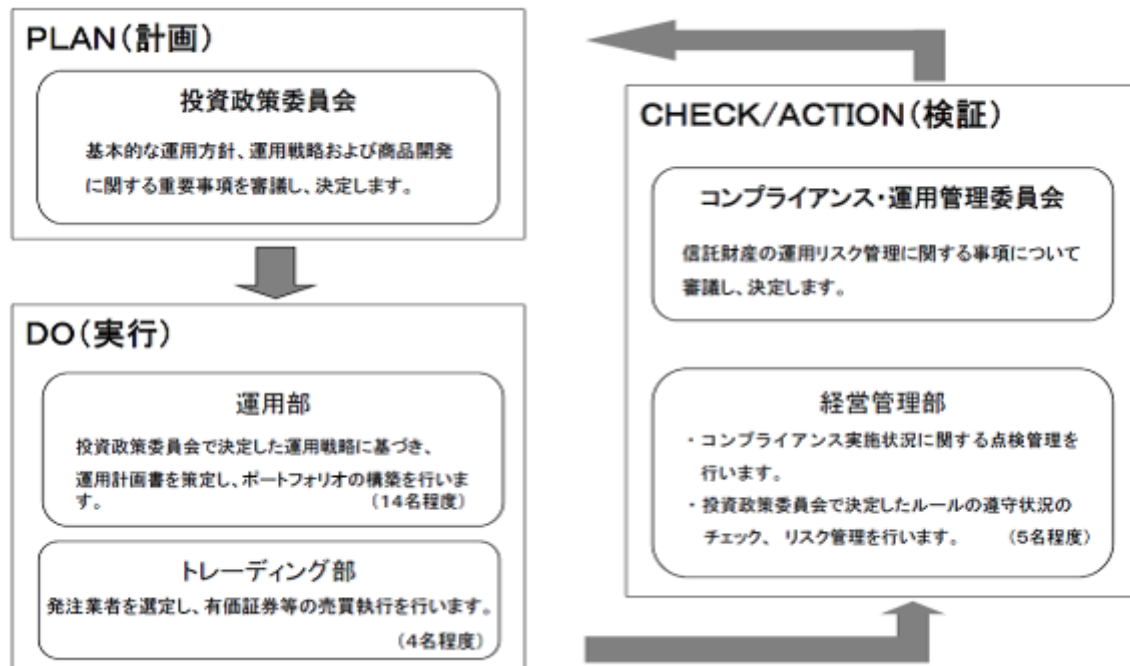 PLAN(計画)
投資政策委員会
基本的な運用方針、運用戦略および商品開発
に関する重要事項を審議し、決定します。
DO(実行)
運用部
投資政策委員会で決定した運用戦略に基づき、
運用計画書を策定し、ポートフォリオの構築を行いま
す。 (14名程度)
トレーディング部
発注業者を選定し、有価証券等の売買執行を行います。
(4名程度)
CHECK/ACTION(検証)
コンプライアンス・運用管理委員会
信託財産の運用リスク管理に関する事項について
審議し、決定します。
経営管理部
・コンプライアンス実施状況に関する点検管理を
行います。
・投資政策委員会で決定したルールの遵守状況の
チェック、リスク管理を行います。 (5名程度)